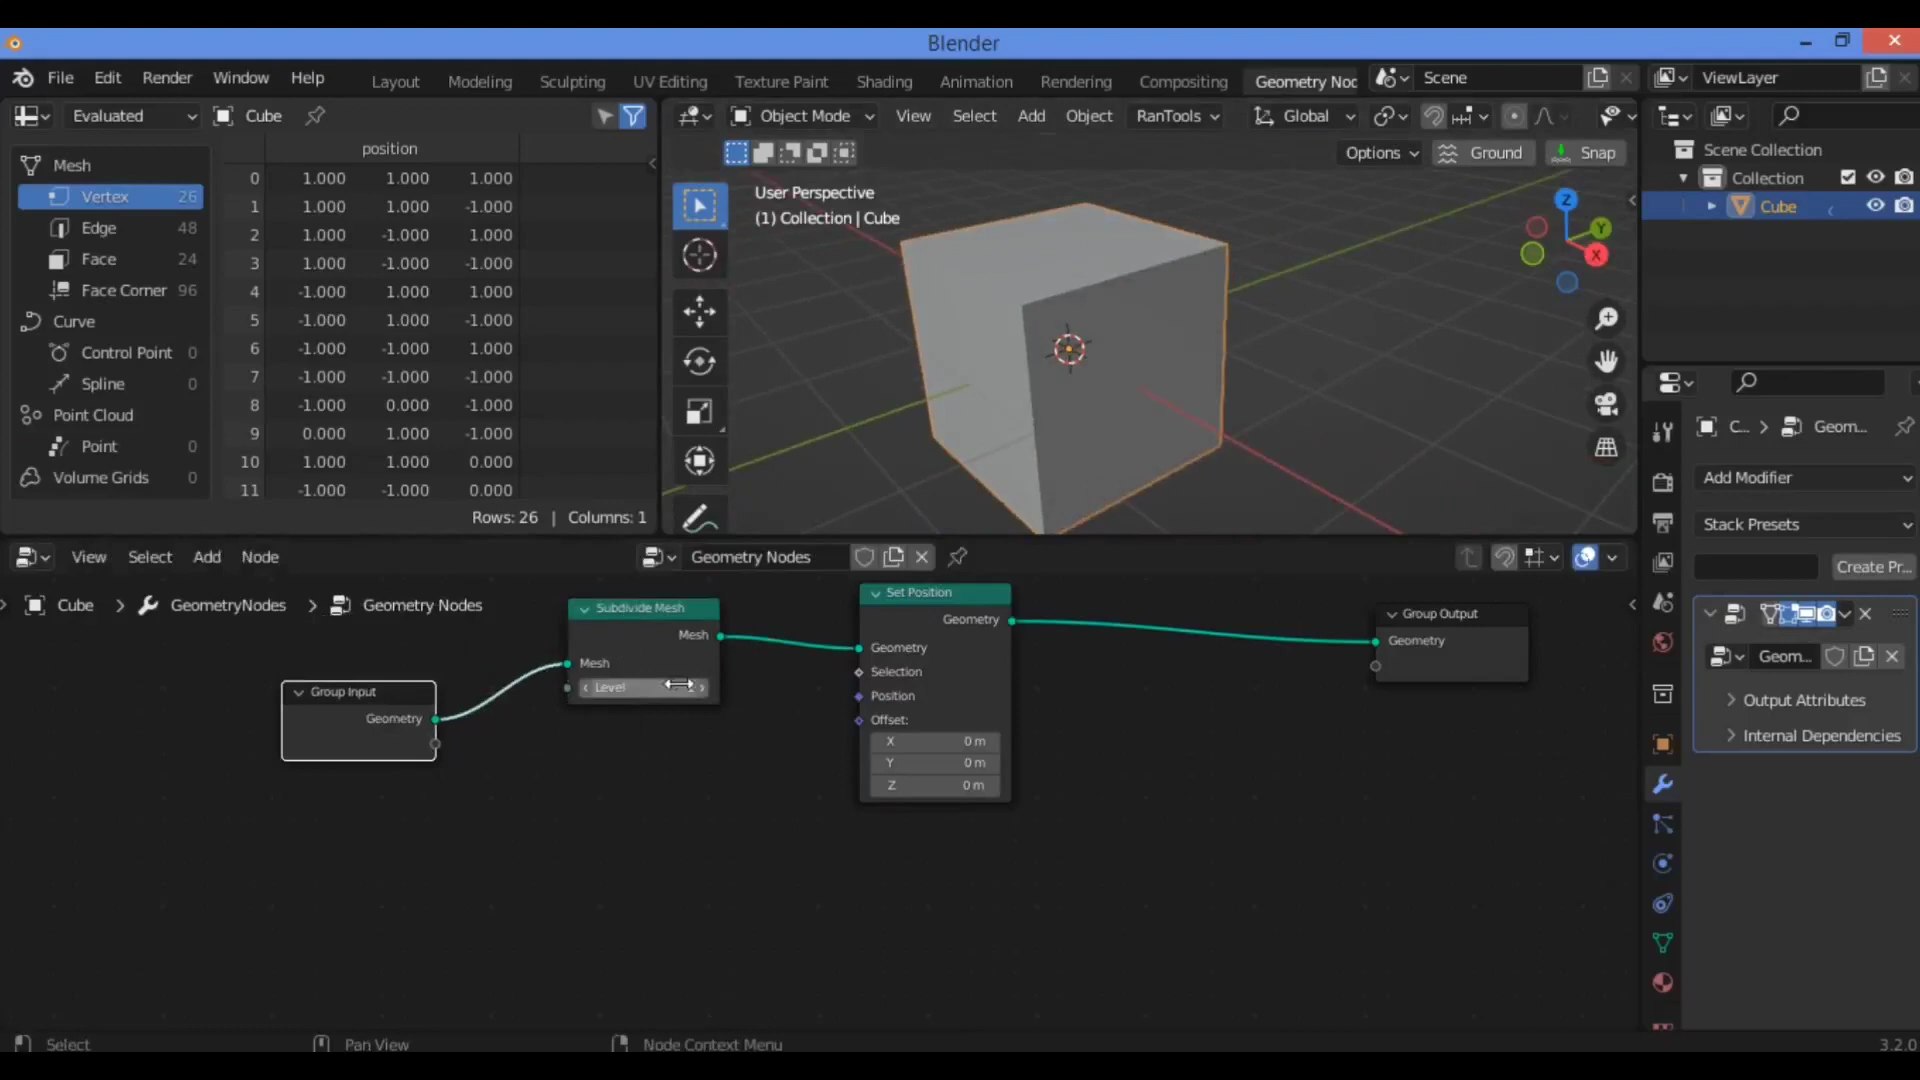 Blender
File Edit Render Window Help Layout Modeling Sculpting UV Editing Texture Paint Shading Animation Rendering Compositing Geometry Noc Scene ViewLayer
Evaluated Cube
position
Mesh
Vertex 26
Edge 48
Face 24
Face Corner 96
Curve
Control Point 0
Spline 0
Point Cloud
Point 0
Volume Grids 0
0 1.000 1.000 1.000
1 1.000 1.000 -1.000
2 1.000 -1.000 1.000
3 1.000 -1.000 -1.000
4 -1.000 1.000 1.000
5 -1.000 1.000 -1.000
6 -1.000 -1.000 1.000
7 -1.000 -1.000 -1.000
8 -1.000 0.000 -1.000
9 0.000 1.000 -1.000
10 1.000 1.000 0.000
11 -1.000 -1.000 0.000
Rows: 26 | Columns: 1
Object Mode View Select Add Object RanTools Global
Options Ground Snap
User Perspective
(1) Collection | Cube
Z
Y
X
Scene Collection
Collection
Cube
C... > Geom...
Add Modifier
Stack Presets
Create Pr...
Geom...
Output Attributes
Internal Dependencies
View Select Add Node Geometry Nodes
Cube > GeometryNodes > Geometry Nodes
Group Input
Geometry
Subdivide Mesh
Mesh
Mesh
Level
Set Position
Geometry
Geometry
Selection
Position
Offset:
X 0 m
Y 0 m
Z 0 m
Group Output
Geometry
Select Pan View Node Context Menu 3.2.0